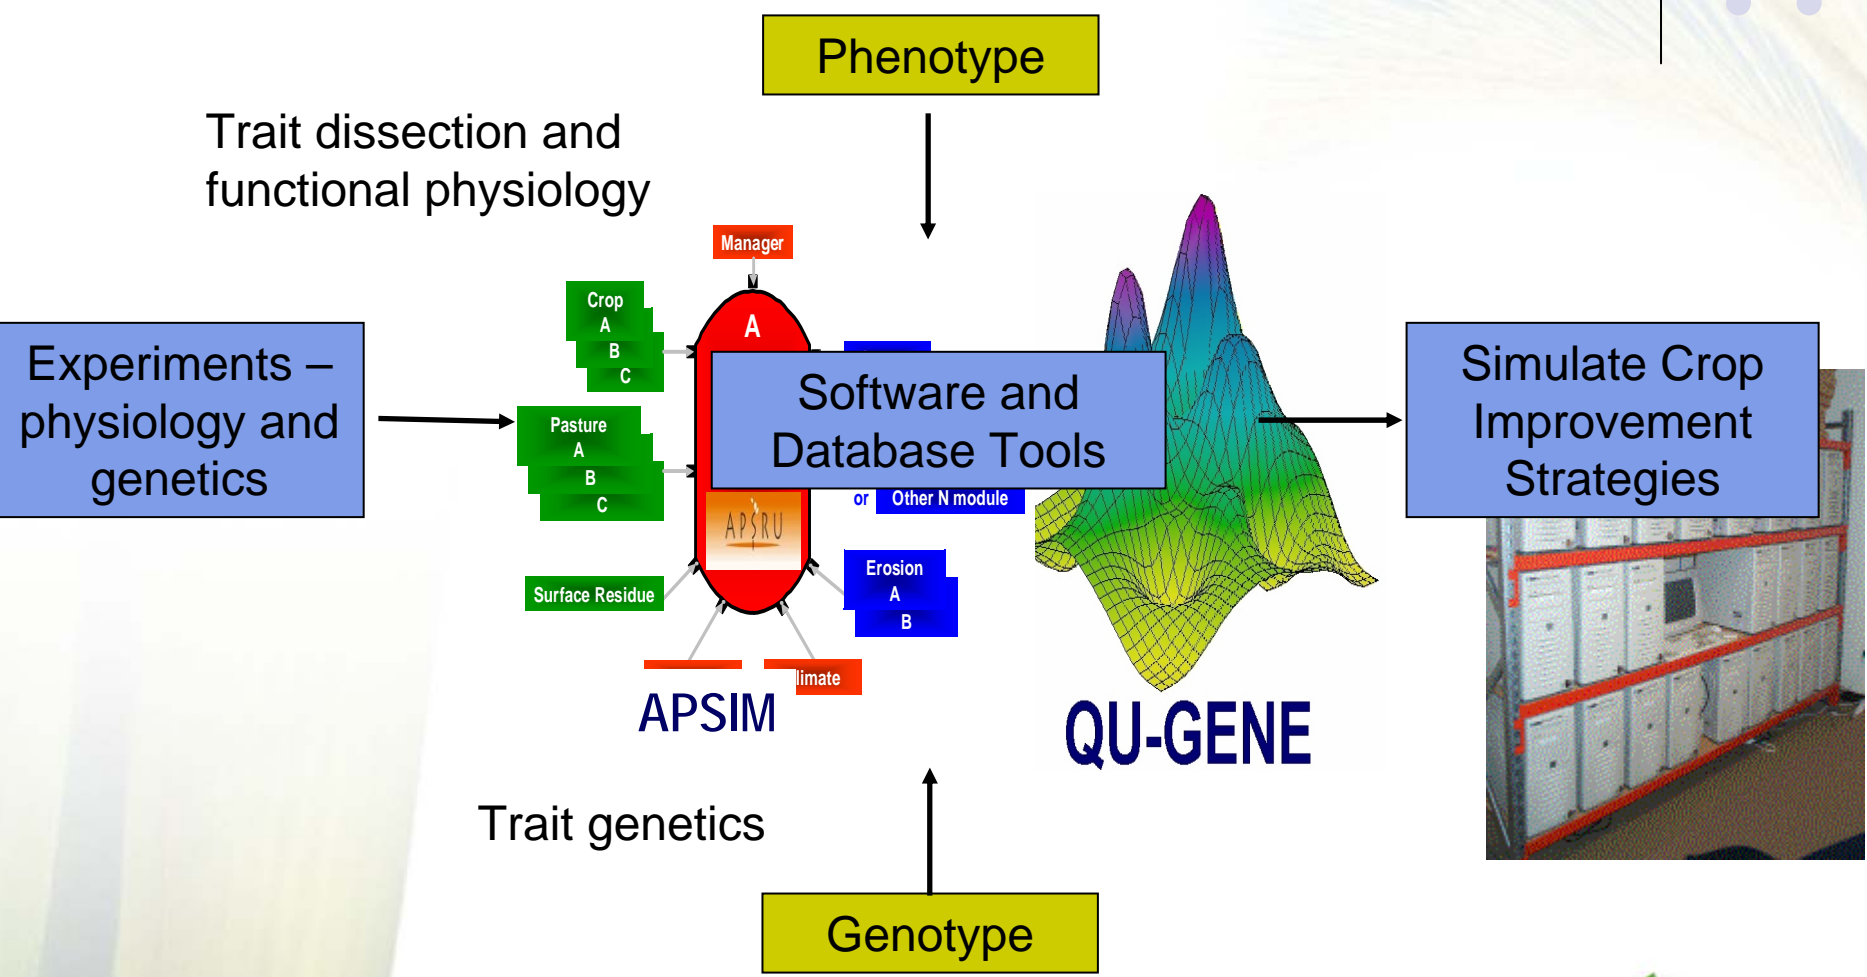 Phenotype
Trait dissection and
functional physiology
Manager
Crop
A
B
C
A
Experiments –
physiology and
genetics
Software and
Database Tools
Simulate Crop
Improvement
Strategies
Pasture
A
B
C
or Other N module
APSRU
Erosion
A
B
Surface Residue
limate
APSIM
QU-GENE
Trait genetics
Genotype